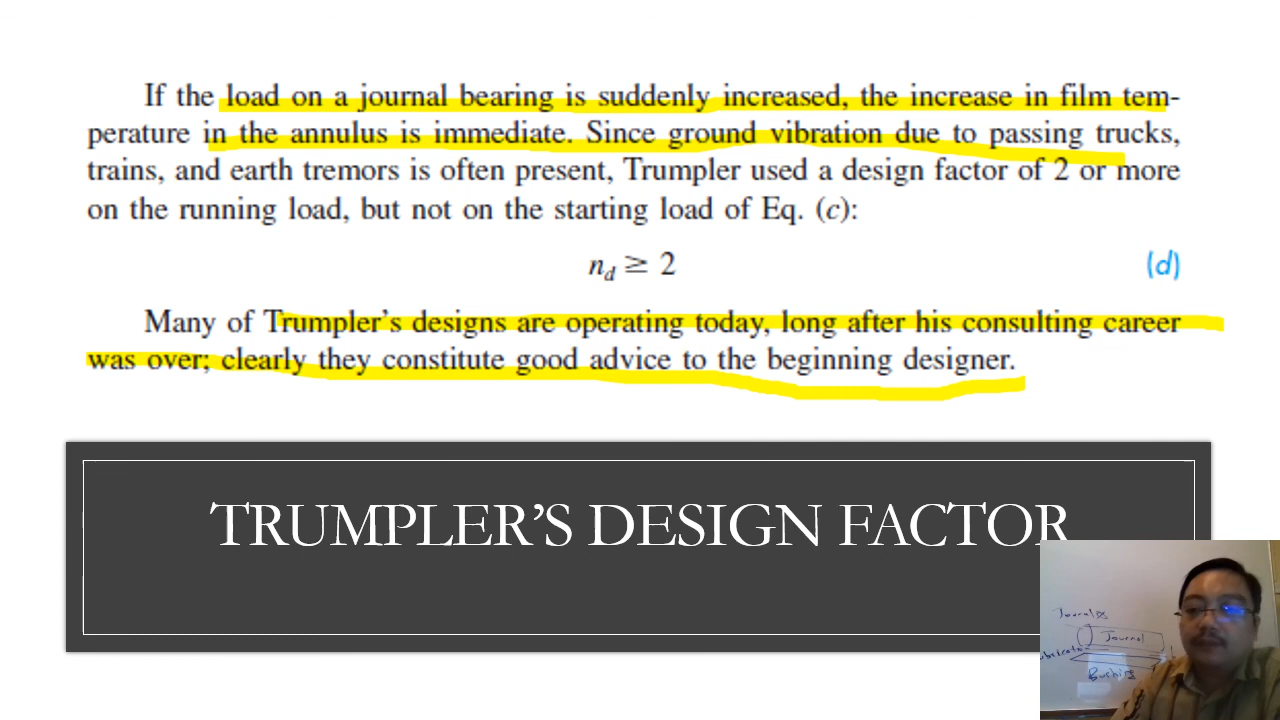 If the load on a journal bearing is suddenly increased, the increase in film tem-
perature in the annulus is immediate. Since ground vibration due to passing trucks,
trains, and earth tremors is often present, Trumpler used a design factor of 2 or more
on the running load, but not on the starting load of Eq. (c):
n_d ≥ 2 (d)
Many of Trumpler's designs are operating today, long after his consulting career
was over; clearly they constitute good advice to the beginning designer.
TRUMPLER'S DESIGN FACTOR
Journal